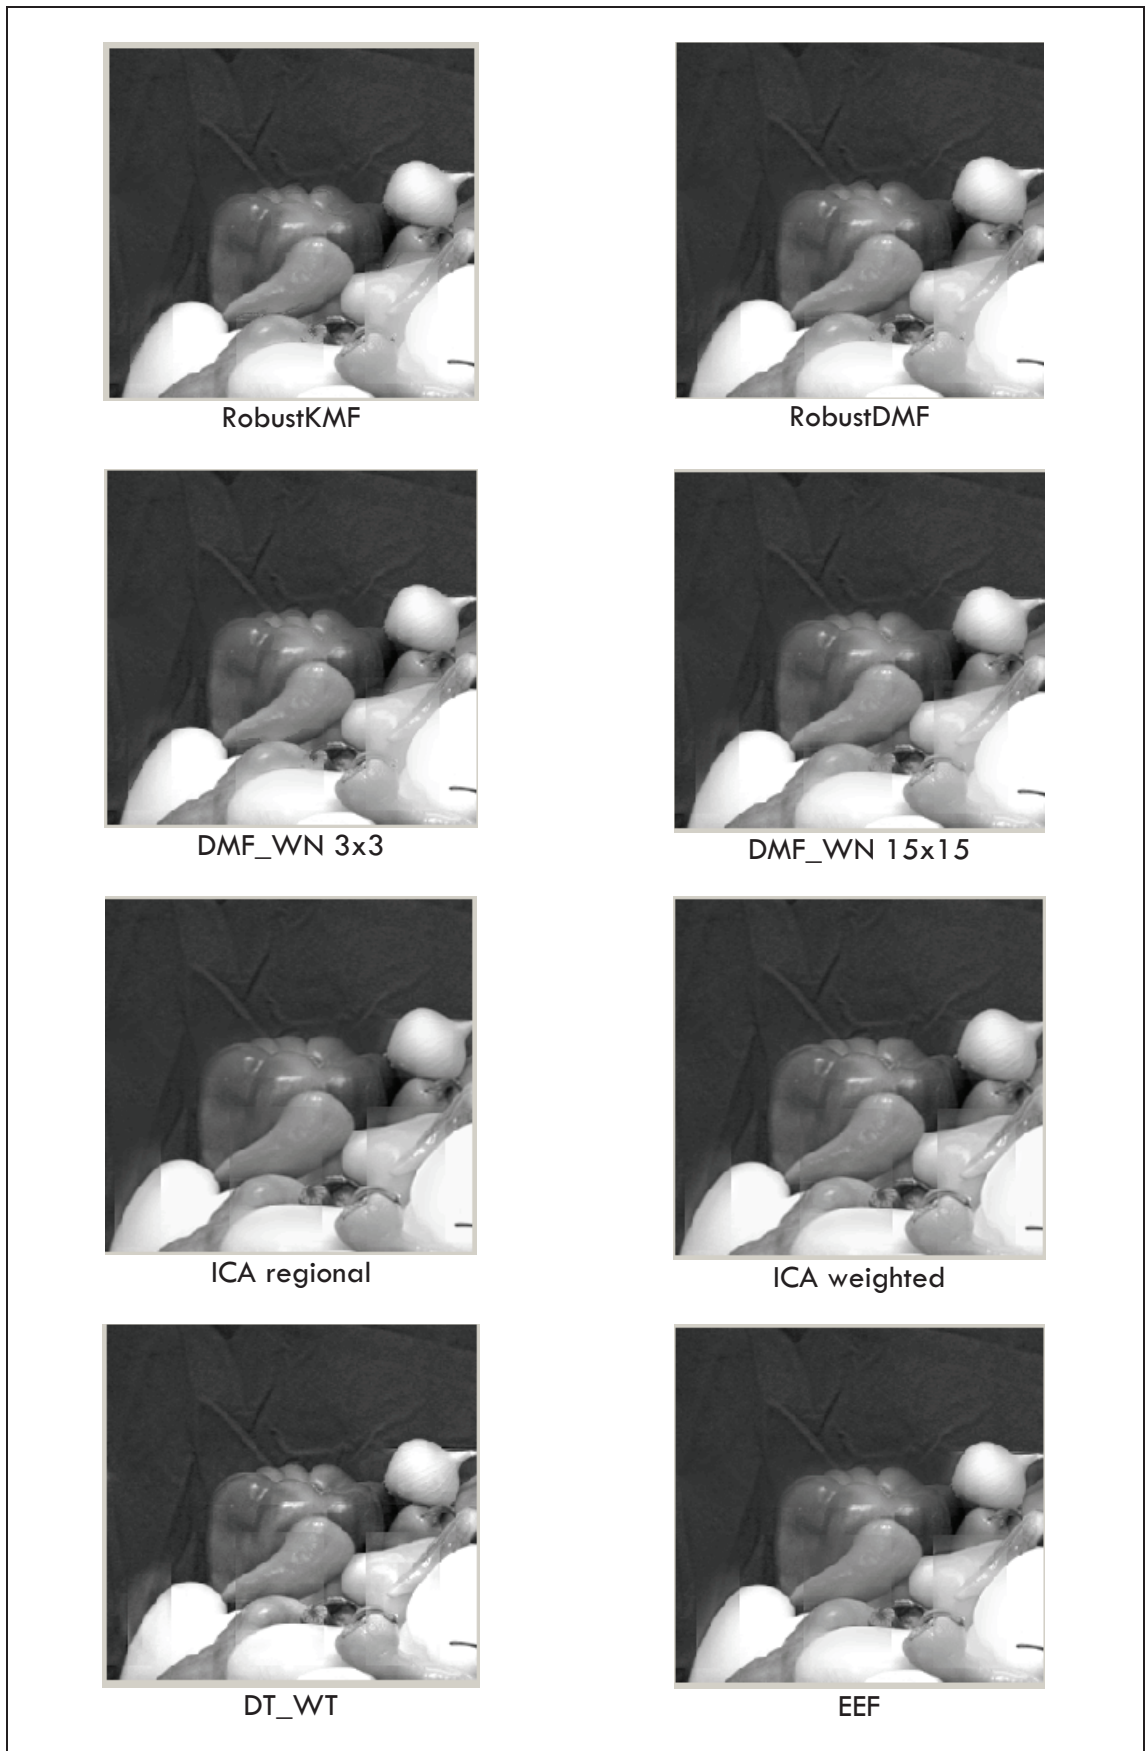 RobustKMF
RobustDMF
DMF_WN 3x3
DMF_WN 15x15
ICA regional
ICA weighted
DT_WT
EEF